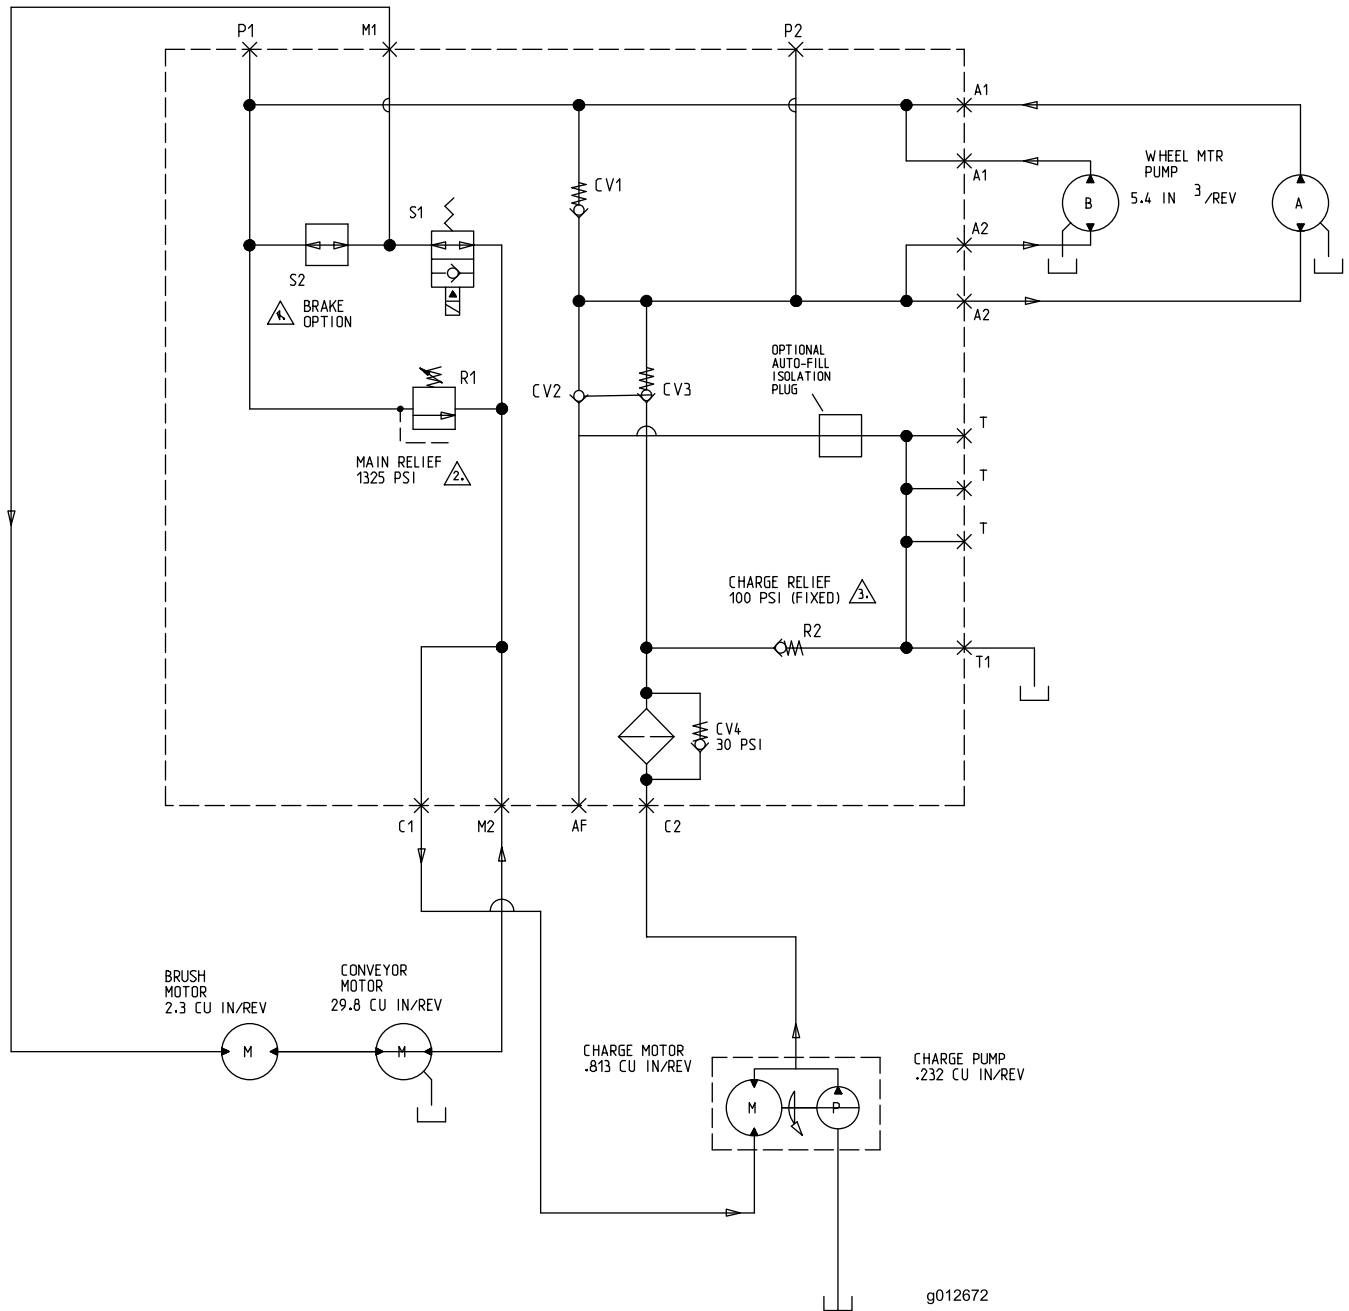 P1
M1
P2
A1
A1
WHEEL MTR
PUMP
5.4 IN 3 /REV
B
A
CV1
S1
A2
S2
BRAKE
OPTION
A2
OPTIONAL
AUTO-FILL
ISOLATION
PLUG
R1
CV2
CV3
T
MAIN RELIEF
1325 PSI
2.
T
T
CHARGE RELIEF
100 PSI (FIXED)
3.
R2
T1
CV4
30 PSI
C1
M2
AF
C2
BRUSH
MOTOR
2.3 CU IN/REV
CONVEYOR
MOTOR
29.8 CU IN/REV
M
M
CHARGE MOTOR
.813 CU IN/REV
CHARGE PUMP
.232 CU IN/REV
M
P
g012672